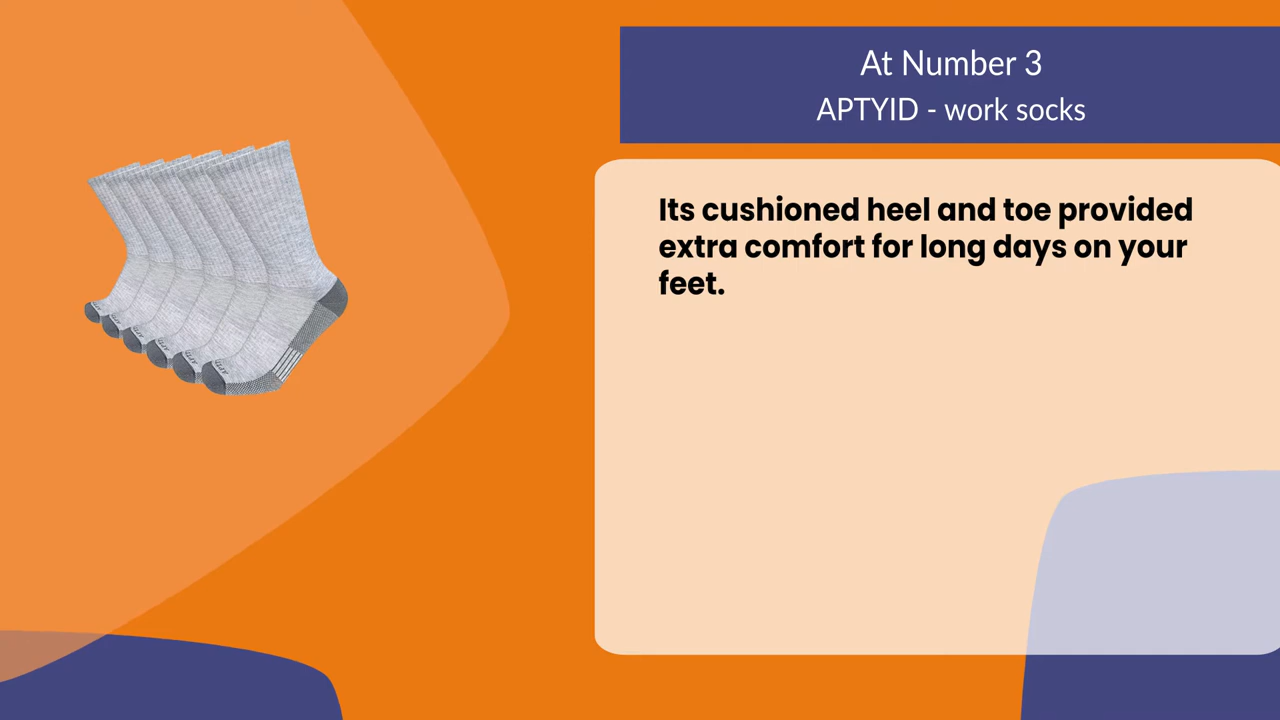 At Number 3
APTYID - work socks
Its cushioned heel and toe provided
extra comfort for long days on your
feet.